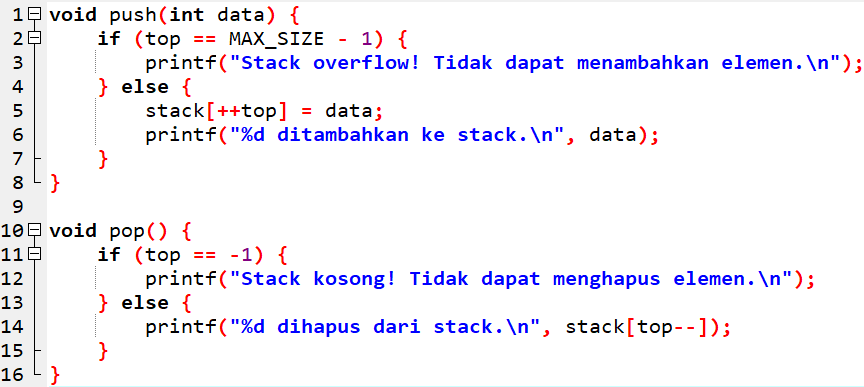 1 void push(int data) {
2     if (top == MAX_SIZE - 1) {
3         printf("Stack overflow! Tidak dapat menambahkan elemen.\n");
4     } else {
5         stack[++top] = data;
6         printf("%d ditambahkan ke stack.\n", data);
7     }
8 }
9
10 void pop() {
11     if (top == -1) {
12         printf("Stack kosong! Tidak dapat menghapus elemen.\n");
13     } else {
14         printf("%d dihapus dari stack.\n", stack[top--]);
15     }
16 }